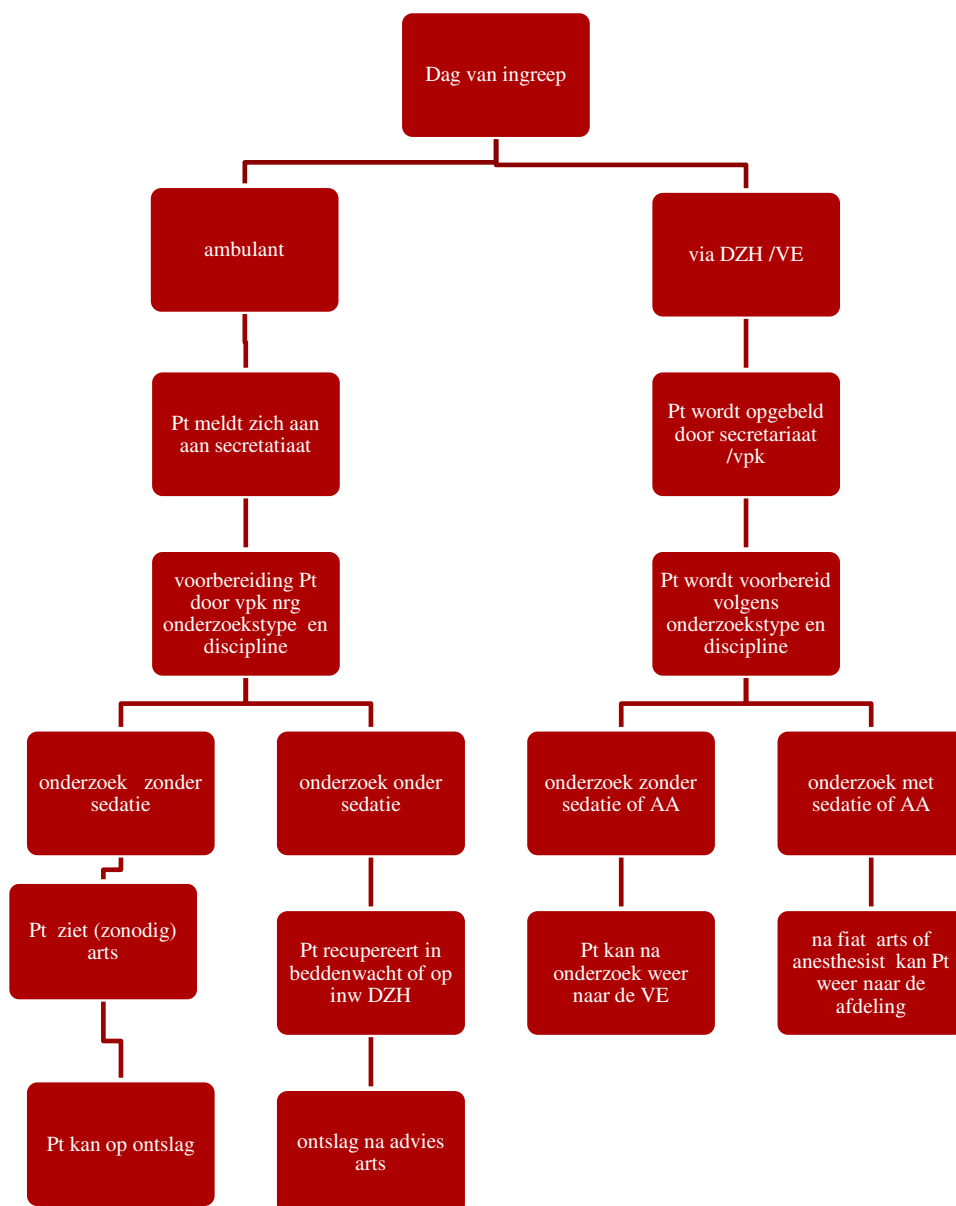 Dag van ingreep
ambulant
via DZH /VE
Pt meldt zich aan
aan secretatiaat
Pt wordt opgebeld
door secretariaat
/vpk
voorbereiding Pt
door vpk nrg
onderzoekstype en
discipline
Pt wordt voorbereid
volgens
onderzoekstype en
discipline
onderzoek zonder
sedatie
onderzoek onder
sedatie
onderzoek zonder
sedatie of AA
onderzoek met
sedatie of AA
Pt ziet (zonodig)
arts
Pt recupereert in
beddenwacht of op
inw DZH
Pt kan na
onderzoek weer
naar de VE
na fiat arts of
anesthesist kan Pt
weer naar de
afdeling
Pt kan op ontslag
ontslag na advies
arts